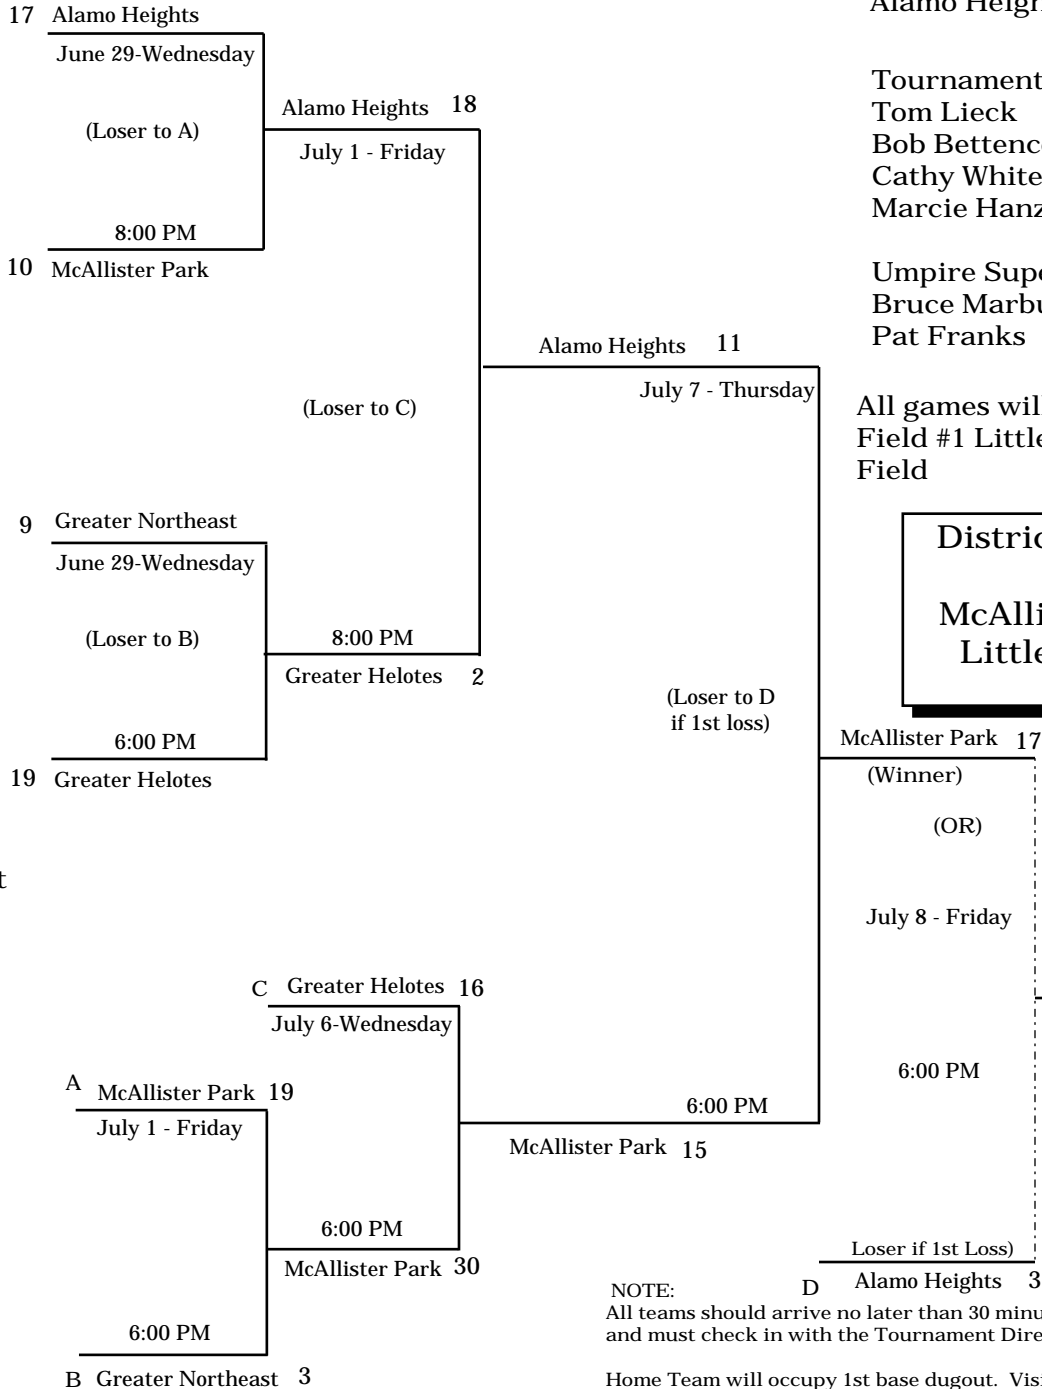 17 Alamo Heights
June 29-Wednesday
(Loser to A)
8:00 PM
10 McAllister Park
Alamo Heights 18
July 1 - Friday
(Loser to C)
9 Greater Northeast
June 29-Wednesday
(Loser to B)
6:00 PM
19 Greater Helotes
8:00 PM
Greater Helotes 2
Alamo Heights 11
July 7 - Thursday
(Loser to D
if 1st loss)
Tournament
Tom Lieck
Bob
Cathy White
Marcie
Umpire
Bruce
Pat Franks
All games
Field #1
Field
McAllister Park 17
(Winner)
(OR)
July 8 - Friday
6:00 PM
C Greater Helotes 16
July 6-Wednesday
A McAllister Park 19
July 1 - Friday
6:00 PM
McAllister Park 15
6:00 PM
McAllister Park 30
6:00 PM
B Greater Northeast 3
Loser if 1st Loss)
D Alamo Heights 3
NOTE:
All teams should arrive no later than 30
and must check in with the Tournament
Home Team will occupy 1st base dugout.